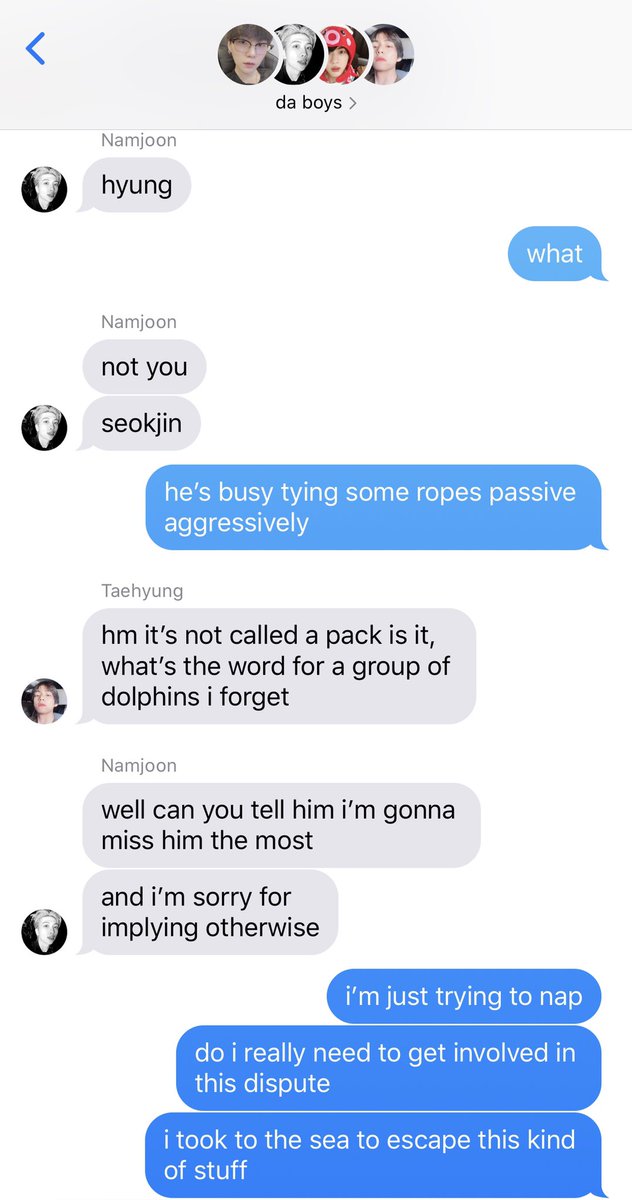 da boys >
Namjoon
hyung
what
Namjoon
not you
seokjin
he’s busy tying some ropes passive
aggressively
Taehyung
hm it’s not called a pack is it,
what’s the word for a group of
dolphins i forget
Namjoon
well can you tell him i’m gonna
miss him the most
and i’m sorry for
implying otherwise
i’m just trying to nap
do i really need to get involved in
this dispute
i took to the sea to escape this kind
of stuff